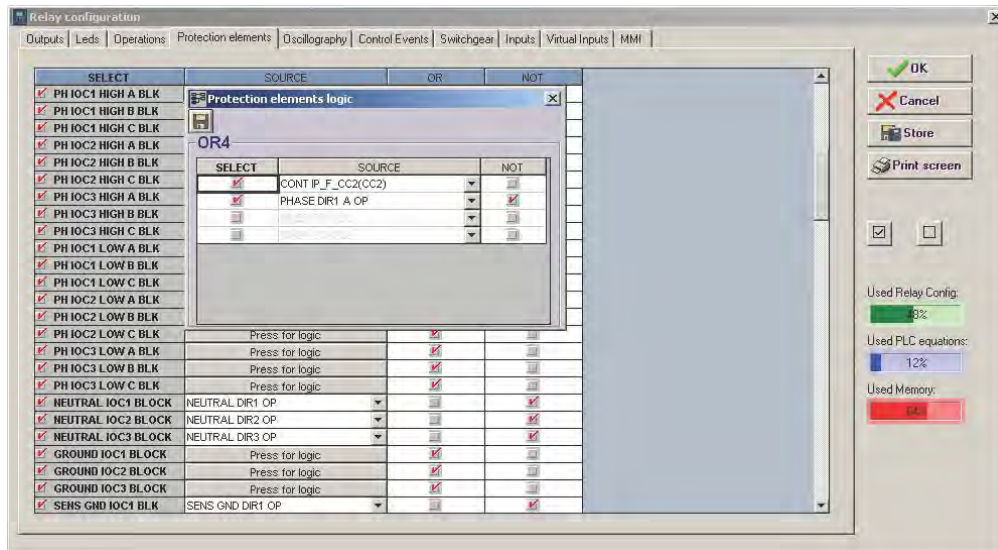 Relay configuration
Outputs Leds Operations Protection elements Oscillography Control Events Switchgear Inputs Virtual Inputs MMI
SELECT SOURCE OR NOT
PH IOC1 HIGH A BLK
PH IOC1 HIGH B BLK
PH IOC1 HIGH C BLK
PH IOC2 HIGH A BLK
PH IOC2 HIGH B BLK
PH IOC2 HIGH C BLK
PH IOC3 HIGH A BLK
PH IOC3 HIGH B BLK
PH IOC3 HIGH C BLK
PH IOC1 LOW A BLK
PH IOC1 LOW B BLK
PH IOC1 LOW C BLK
PH IOC2 LOW A BLK
PH IOC2 LOW B BLK
PH IOC2 LOW C BLK Press for logic
PH IOC3 LOW A BLK Press for logic
PH IOC3 LOW B BLK Press for logic
PH IOC3 LOW C BLK Press for logic
NEUTRAL IOC1 BLOCK NEUTRAL DIR1 OP
NEUTRAL IOC2 BLOCK NEUTRAL DIR2 OP
NEUTRAL IOC3 BLOCK NEUTRAL DIR3 OP
GROUND IOC1 BLOCK Press for logic
GROUND IOC2 BLOCK Press for logic
GROUND IOC3 BLOCK Press for logic
SENS GND IOC1 BLK SENS GND DIR1 OP
Protection elements logic
OR4
SELECT SOURCE NOT
CONT IP_F_CC2(CC2)
PHASE DIR1 A OP
OK
Cancel
Store
Print screen
Used Relay Config:
48%
Used PLC equations:
12%
Used Memory:
64%